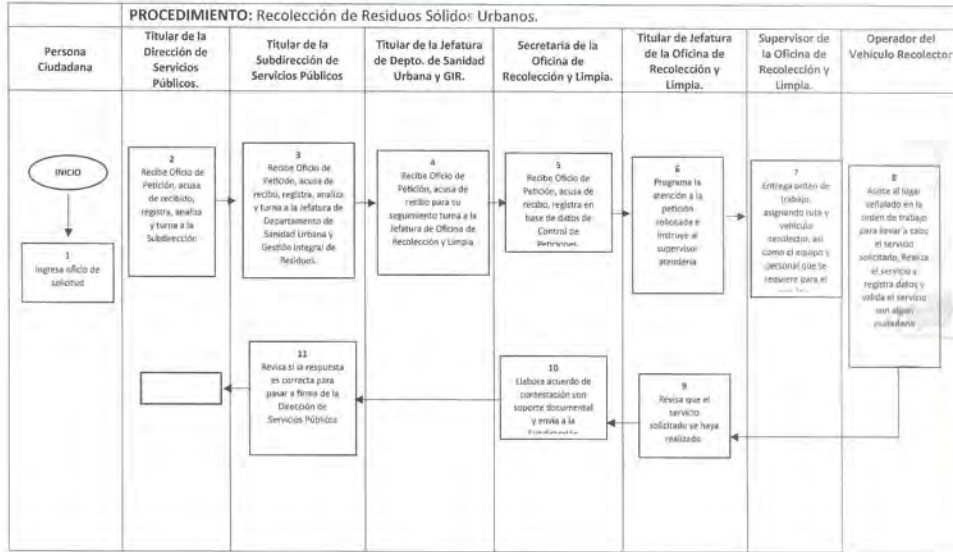 PROCEDIMIENTO: Recolección de Residuos Sólidos Urbanos.
Persona
Ciudadana
Titular de la
Dirección de
Servicios
Públicos.
Titular de la
Subdirección de
Servicios Públicos
Titular de la Jefatura
de Depto. de Sanidad
Urbana y GIR.
Secretaria de la
Oficina de
Recolección y Limpia.
Titular de Jefatura
de la Oficina de
Recolección y
Limpia.
Supervisor de
la Oficina de
Recolección y
Limpia.
Operador del
Vehículo Recolector
INICIO
1
Ingresa oficio de
solicitud
2
Recibe Oficio de
Petición, acusa
de recibido,
registra, analiza
y turna a la
Subdirección
3
Recibe Oficio de
Petición, acusa de
recibo, registra, analiza
y turna a la Jefatura de
Departamento de
Sanidad Urbana y
Gestión Integral de
Residuos.
4
Recibe Oficio de
Petición, acusa de
recibo para su
seguimiento turna a la
Jefatura de Oficina de
Recolección y Limpia
5
Recibe Oficio de
Petición, acusa de
recibo, registra en
base de datos de
Control de
Peticiones
6
Programa la
atención a la
petición
solicitada e
instruye al
supervisor
atenderla
7
Entrega orden de
trabajo,
asignando ruta y
vehículo
recolector, así
como el equipo y
personal que se
requiere para el
8
Asiste al lugar
señalado en la
orden de trabajo
para llevar a cabo
el servicio
solicitado, Realiza
el servicio y
registra datos y
valida el servicio
con algún
ciudadano
9
Revisa que el
servicio
solicitado se haya
realizado
10
Elabora acuerdo de
contestación con
soporte documental
y envía a la
11
Revisa si la respuesta
es correcta para
pasar a firma de la
Dirección de
Servicios Públicos